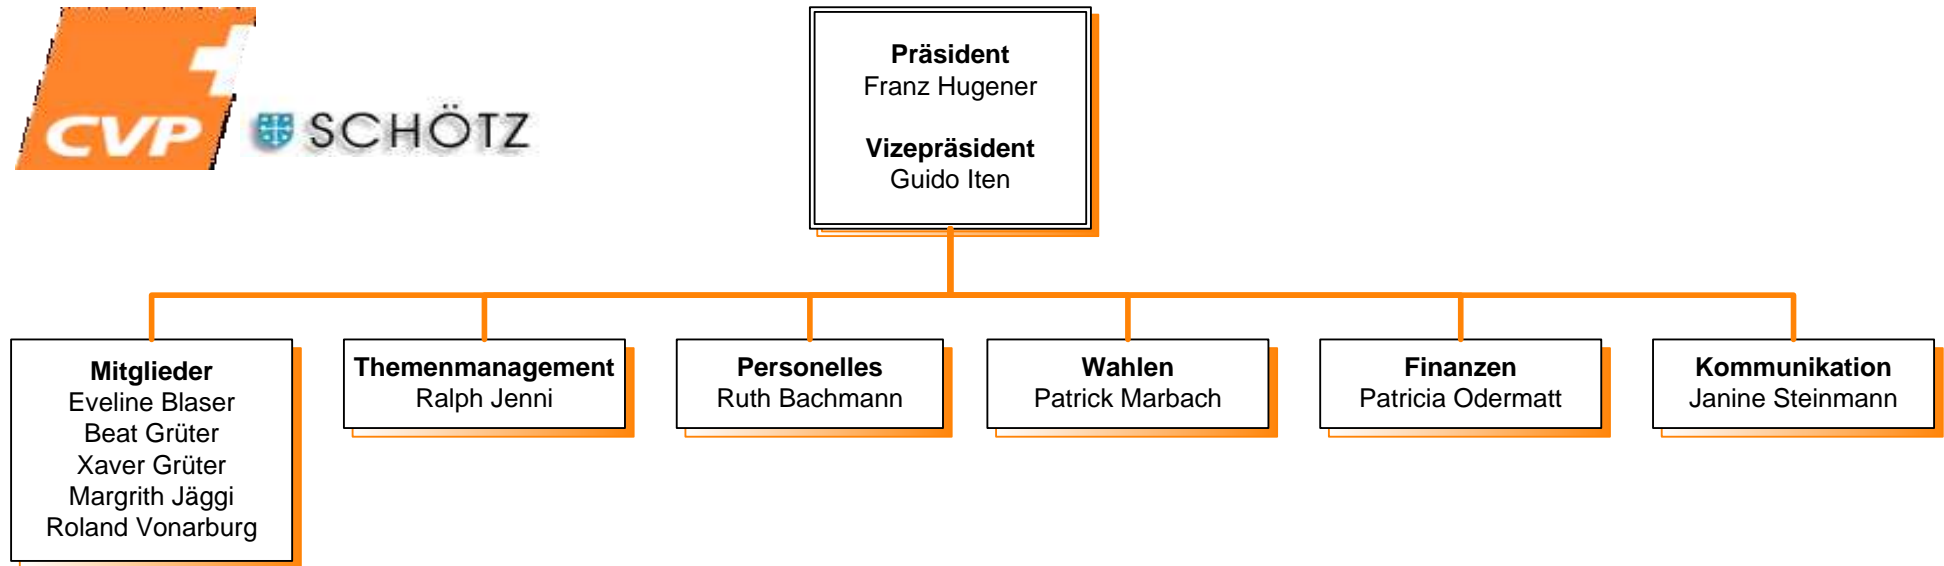 CVP SCHÖTZ
Präsident
Franz Hugener
Vizepräsident
Guido Iten
Mitglieder
Eveline Blaser
Beat Grüter
Xaver Grüter
Margrith Jäggi
Roland Vonarburg
Themenmanagement
Ralph Jenni
Personelles
Ruth Bachmann
Wahlen
Patrick Marbach
Finanzen
Patricia Odermatt
Kommunikation
Janine Steinmann